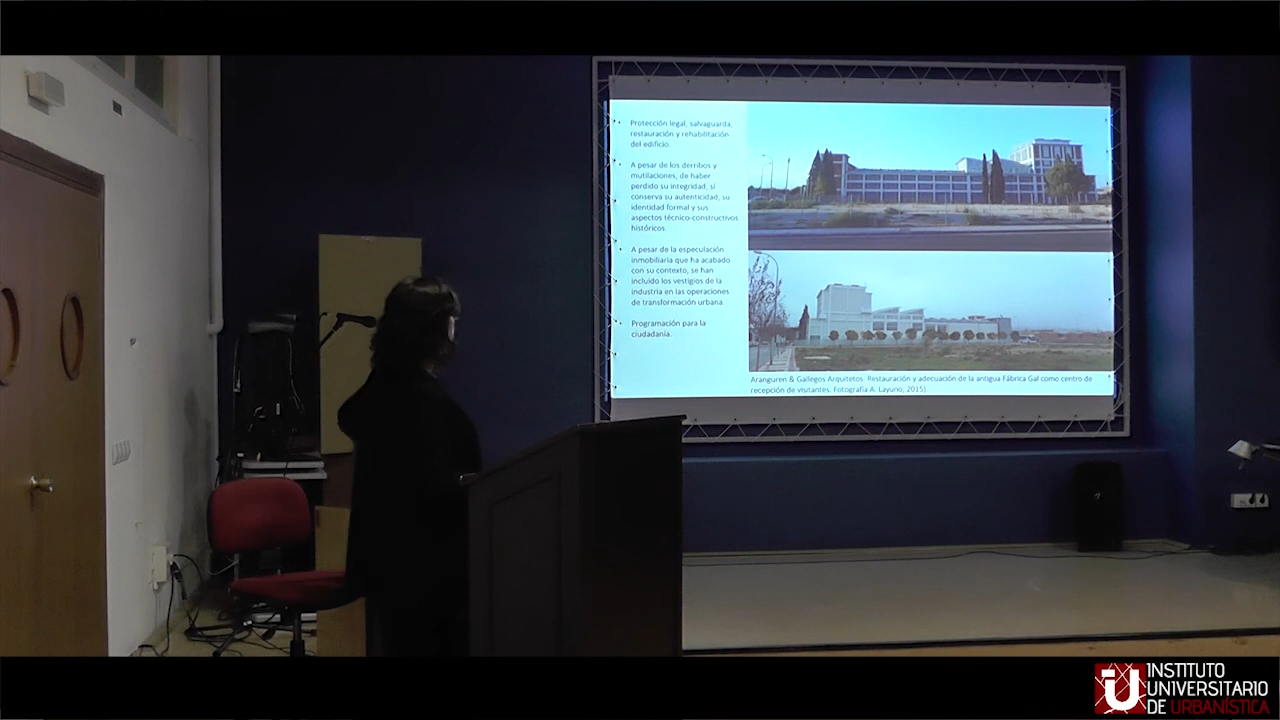 Protección legal, salvaguarda,
restauración y rehabilitación
del edificio.
A pesar de los derribos y
mutilaciones, de haber
perdido su integridad, sí
conserva su autenticidad, su
identidad formal y sus
aspectos técnico-constructivos
históricos.
A pesar de la especulación
inmobiliaria que ha acabado
con su contexto, se han
incluido los vestigios de la
industria en las operaciones
de transformación urbana.
Programación para la
ciudadanía.
Aranguren & Gallegos Arquitetos. Restauración y adecuación de la antigua Fábrica Gal como centro de
recepción de visitantes. Fotografía A. Layuno, 2015)
INSTITUTO
UNIVERSITARIO
DE URBANÍSTICA